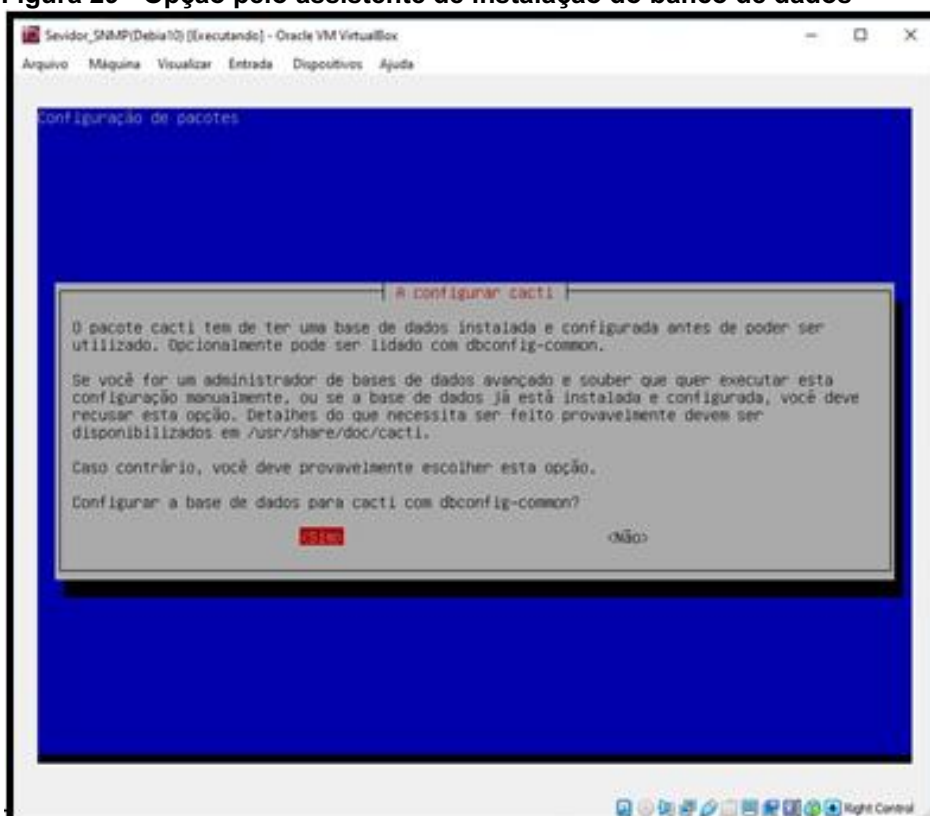 Figura 20 - Opção pelo assistente de instalação do banco de dados
Sevidor_SNMP(Debia10) [Executando] - Oracle VM VirtualBox
Arquivo Máquina Visualizar Entrada Dispositivos Ajuda
Configuração de pacotes
A configurar cacti
O pacote cacti tem de ter uma base de dados instalada e configurada antes de poder ser
utilizado. Opcionalmente pode ser lidado com dbconfig-common.
Se você for um administrador de bases de dados avançado e souber que quer executar esta
configuração manualmente, ou se a base de dados já está instalada e configurada, você deve
recusar esta opção. Detalhes do que necessita ser feito provavelmente devem ser
disponibilizados em /usr/share/doc/cacti.
Caso contrário, você deve provavelmente escolher esta opção.
Configurar a base de dados para cacti com dbconfig-common?
<Sim> <Não>
Right Control